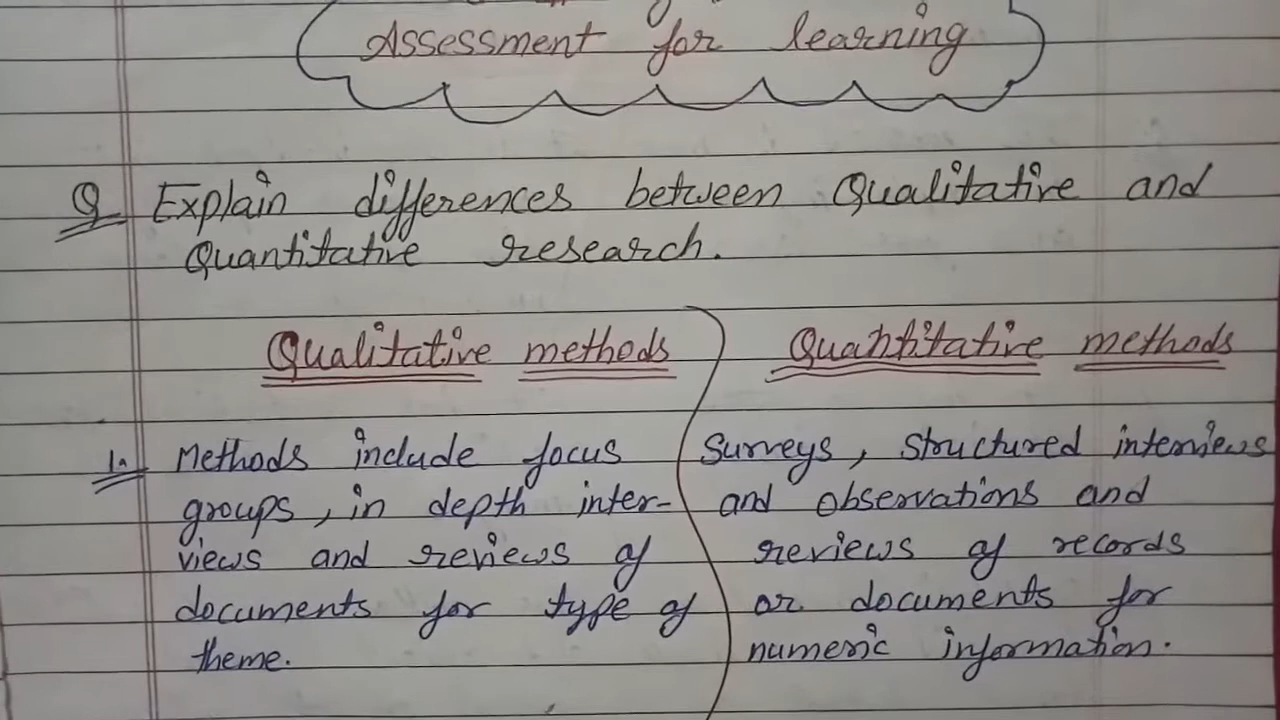 Assessment for learning
Q Explain differences between Qualitative and
Quantitative research.
Qualitative methods
Quantitative methods
1. Methods include focus
groups, in depth inter-
views and reviews of
documents for type of
theme.
Surveys, structured interviews
and observations and
reviews of records
or documents for
numeric information.